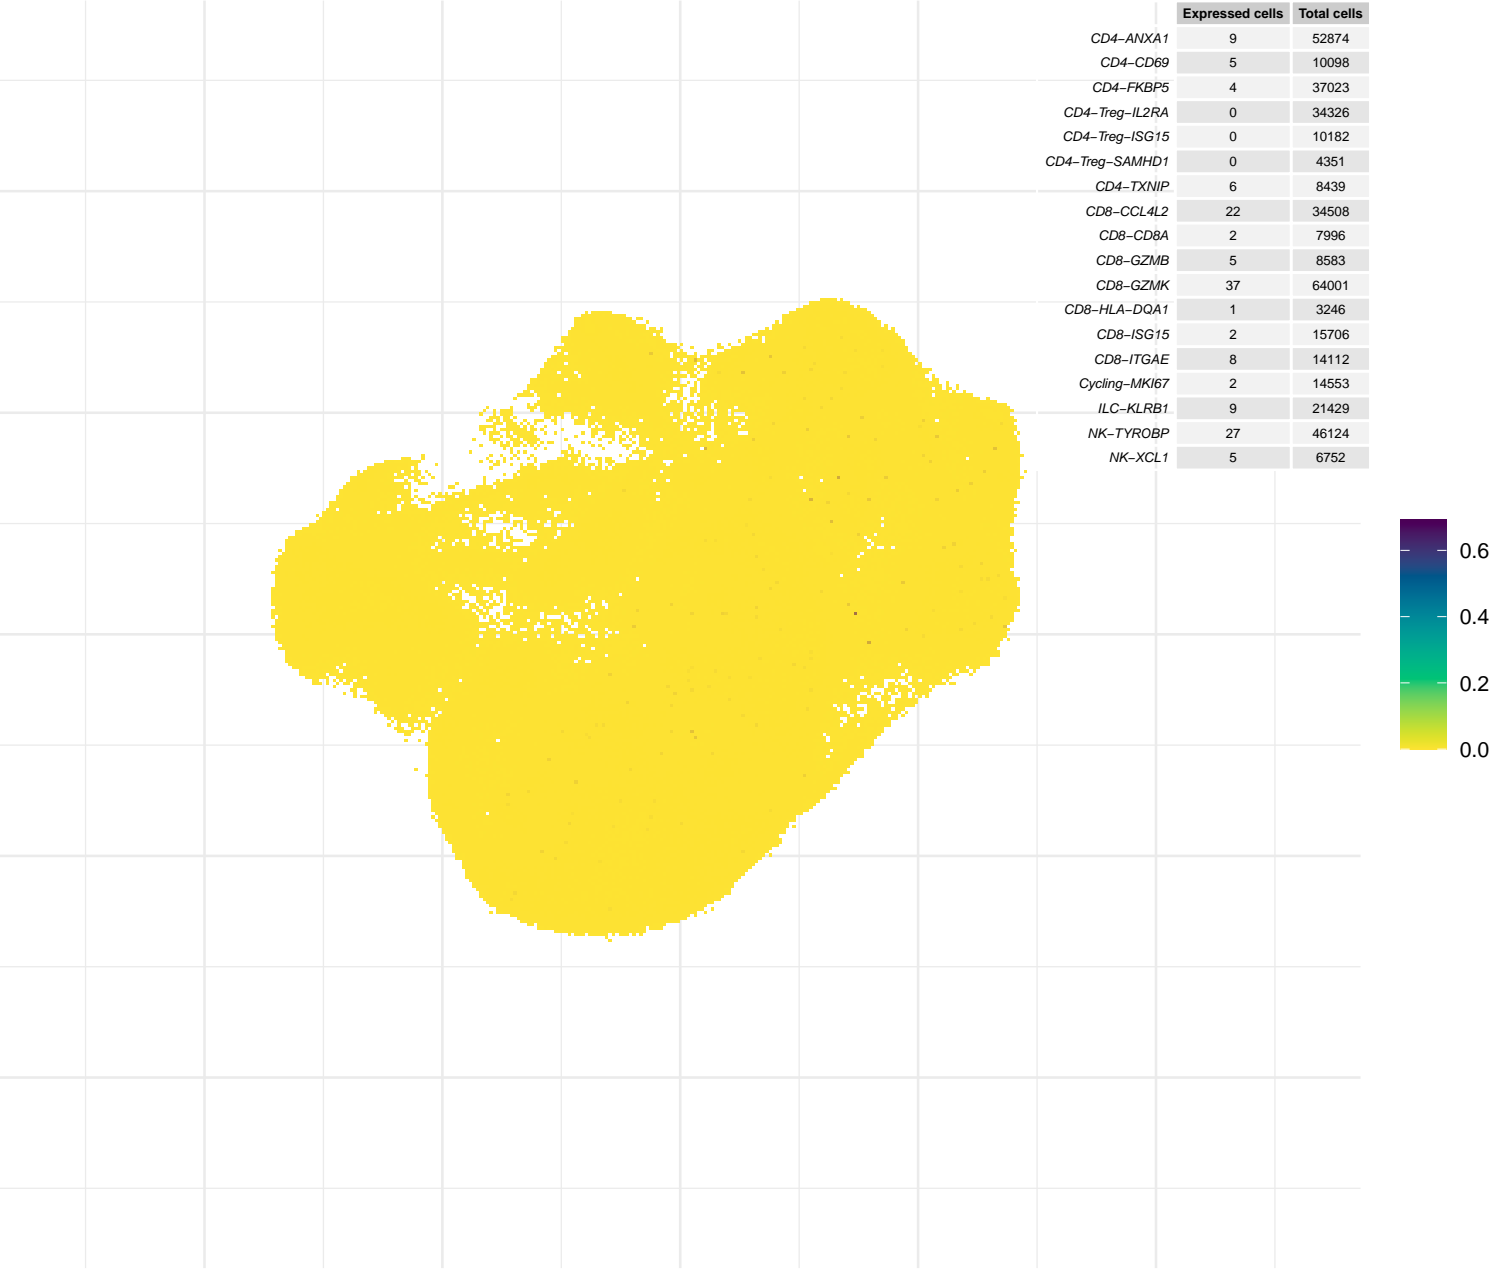 Expressed cells Total cells
CD4−ANXA1 9 52874
CD4−CD69 5 10098
CD4−FKBP5 4 37023
CD4−Treg−IL2RA 0 34326
CD4−Treg−ISG15 0 10182
CD4−Treg−SAMHD1 0 4351
CD4−TXNIP 6 8439
CD8−CCL4L2 22 34508
CD8−CD8A 2 7996
CD8−GZMB 5 8583
CD8−GZMK 37 64001
CD8−HLA−DQA1 1 3246
CD8−ISG15 2 15706
CD8−ITGAE 8 14112
Cycling−MKI67 2 14553
ILC−KLRB1 9 21429
NK−TYROBP 27 46124
NK−XCL1 5 6752
0.6
0.4
0.2
0.0